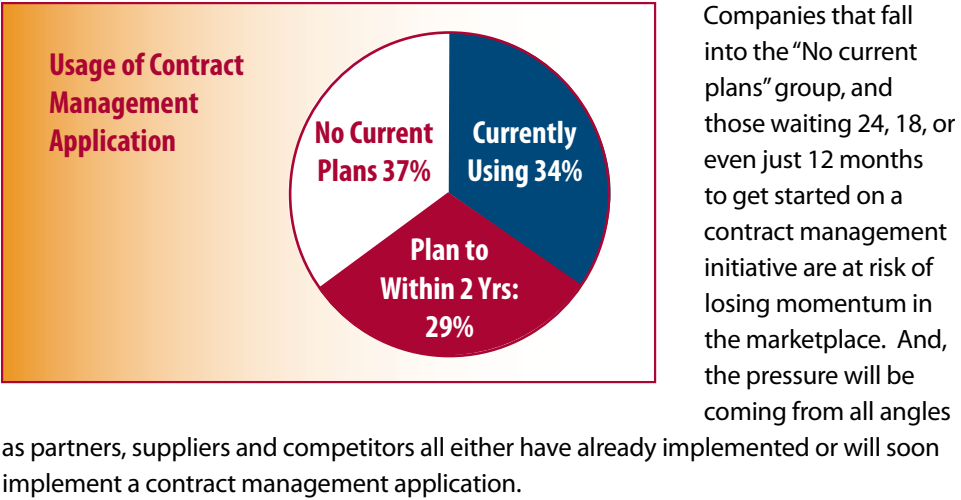 Usage of Contract
Management
Application
No Current
Plans 37%
Currently
Using 34%
Plan to
Within 2 Yrs:
29%
Companies that fall
into the “No current
plans” group, and
those waiting 24, 18, or
even just 12 months
to get started on a
contract management
initiative are at risk of
losing momentum in
the marketplace.  And,
the pressure will be
coming from all angles
as partners, suppliers and competitors all either have already implemented or will soon
implement a contract management application.